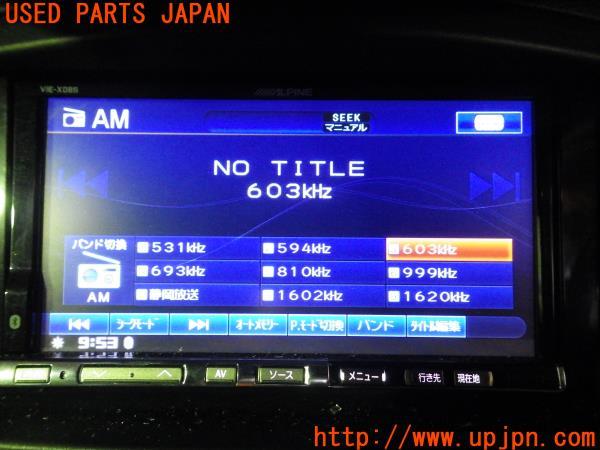 USED PARTS JAPAN
VIE-X08S
ALPINE
AM
SEEK
マニュアル
NO TITLE
603kHz
バンド切換
AM
531kHz
594kHz
603kHz
693kHz
810kHz
999kHz
静岡放送
1602kHz
1620kHz
シークモード
オートメモリー
P.モード切換
バンド
タイトル編集
9:53
AV
ソース
メニュー
行き先
現在地
http://www.upjpn.com